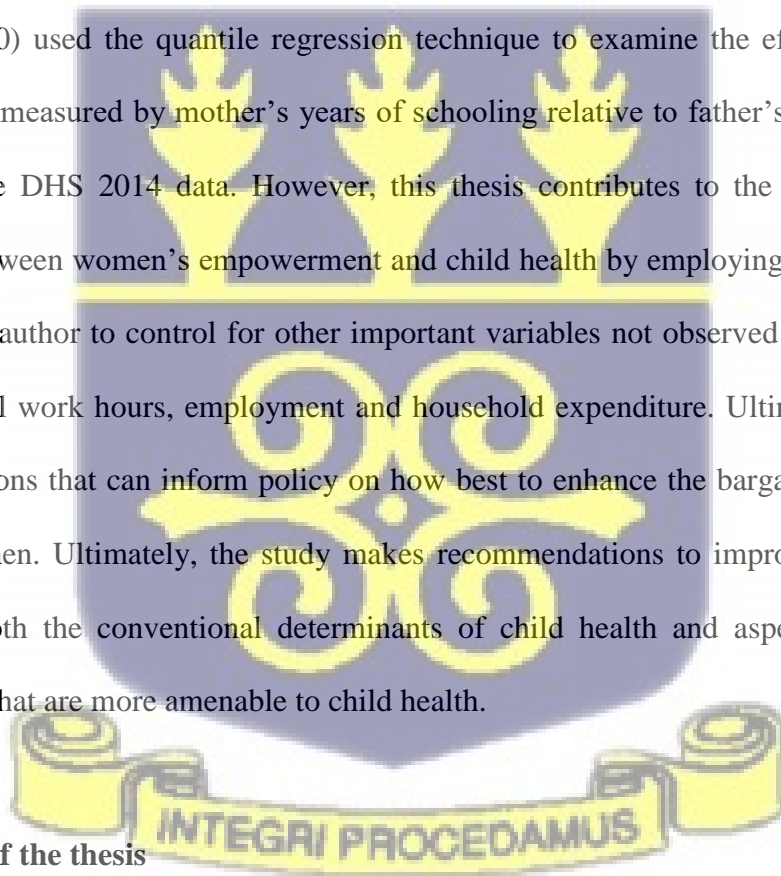 0) used the quantile regression technique to examine the ef
measured by mother’s years of schooling relative to father’s
e DHS 2014 data. However, this thesis contributes to the
ween women’s empowerment and child health by employing
author to control for other important variables not observed
l work hours, employment and household expenditure. Ultim
ons that can inform policy on how best to enhance the barga
en. Ultimately, the study makes recommendations to impro
oth the conventional determinants of child health and aspe
hat are more amenable to child health.
INTEGRI PROCEDAMUS
f the thesis